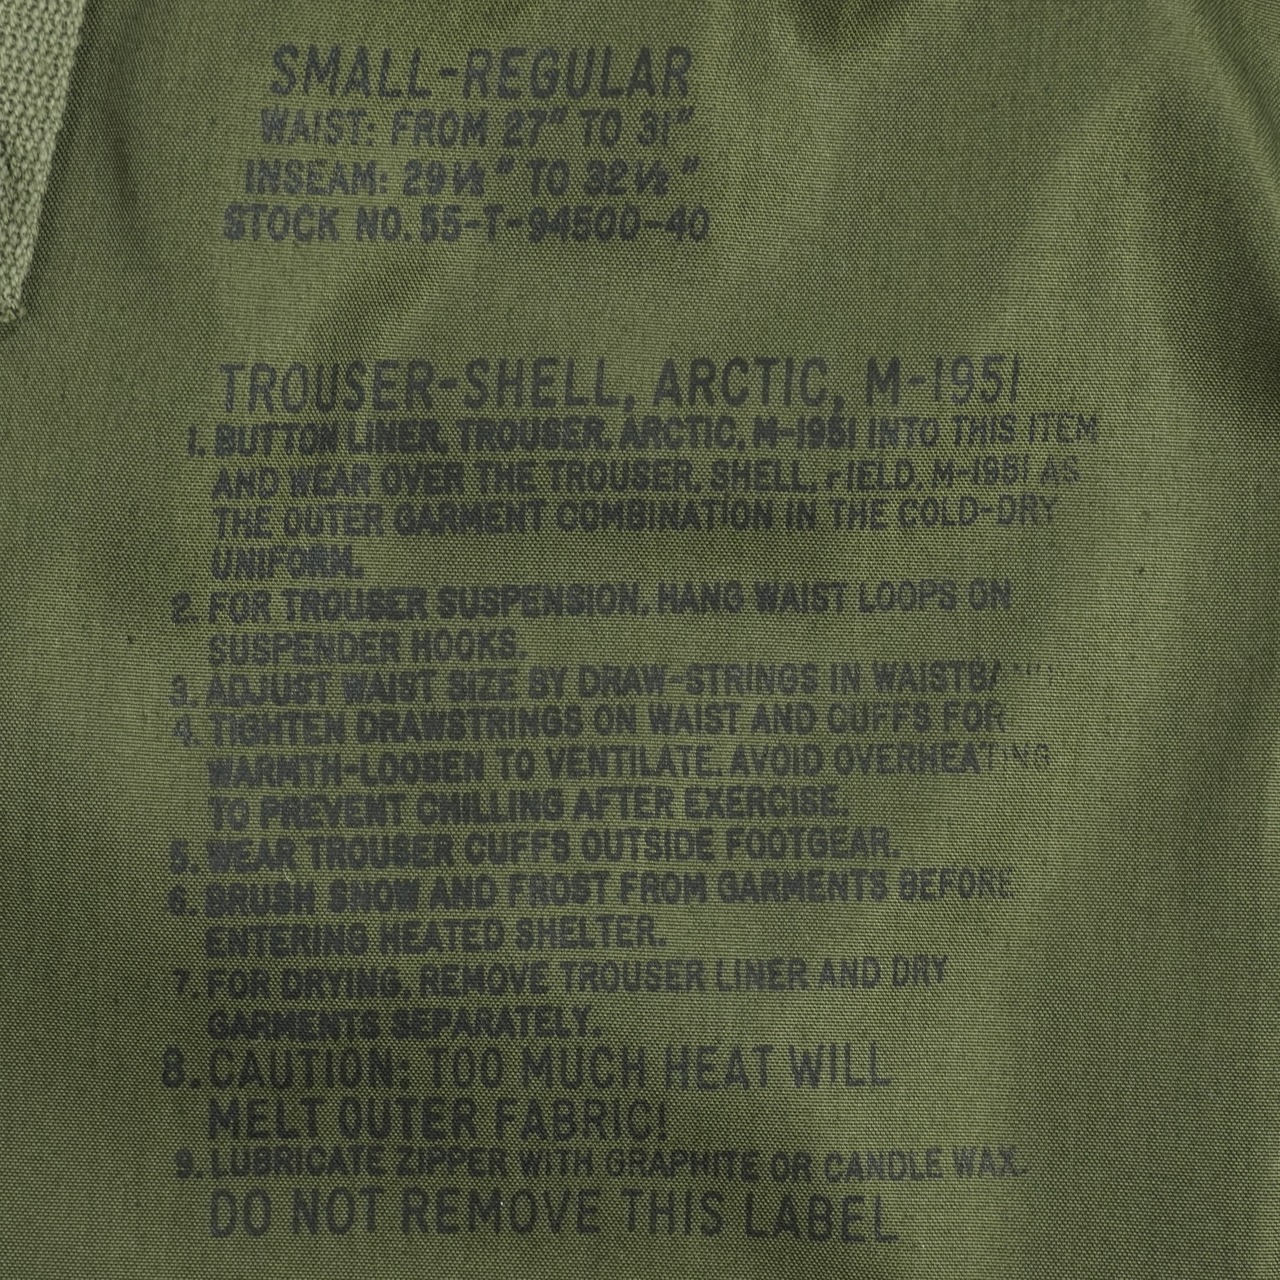 SMALL-REGULAR
WAIST: FROM 27" TO 31"
INSEAM: 29½" TO 32½"
STOCK NO. 55-T-94500-40
TROUSER-SHELL, ARCTIC, M-1951
1. BUTTON LINER, TROUSER, ARCTIC, M-1951 INTO THIS ITEM
AND WEAR OVER THE TROUSER, SHELL, FIELD, M-1951 AS
THE OUTER GARMENT COMBINATION IN THE COLD-DRY
UNIFORM.
2. FOR TROUSER SUSPENSION, HANG WAIST LOOPS ON
SUSPENDER HOOKS.
3. ADJUST WAIST SIZE BY DRAW-STRINGS IN
4. TIGHTEN DRAWSTRINGS ON WAIST AND CUFFS FOR
WARMTH-LOOSEN TO VENTILATE. AVOID OVERHEATING
TO PREVENT CHILLING AFTER EXERCISE.
5. WEAR TROUSER CUFFS OUTSIDE FOOTGEAR.
6. BRUSH SNOW AND FROST FROM GARMENTS BEFORE
ENTERING HEATED SHELTER.
7. FOR DRYING, REMOVE TROUSER LINER AND DRY
GARMENTS SEPARATELY.
8. CAUTION: TOO MUCH HEAT WILL
MELT OUTER FABRIC!
9. LUBRICATE ZIPPER WITH GRAPHITE OR CANDLE WAX.
DO NOT REMOVE THIS LABEL